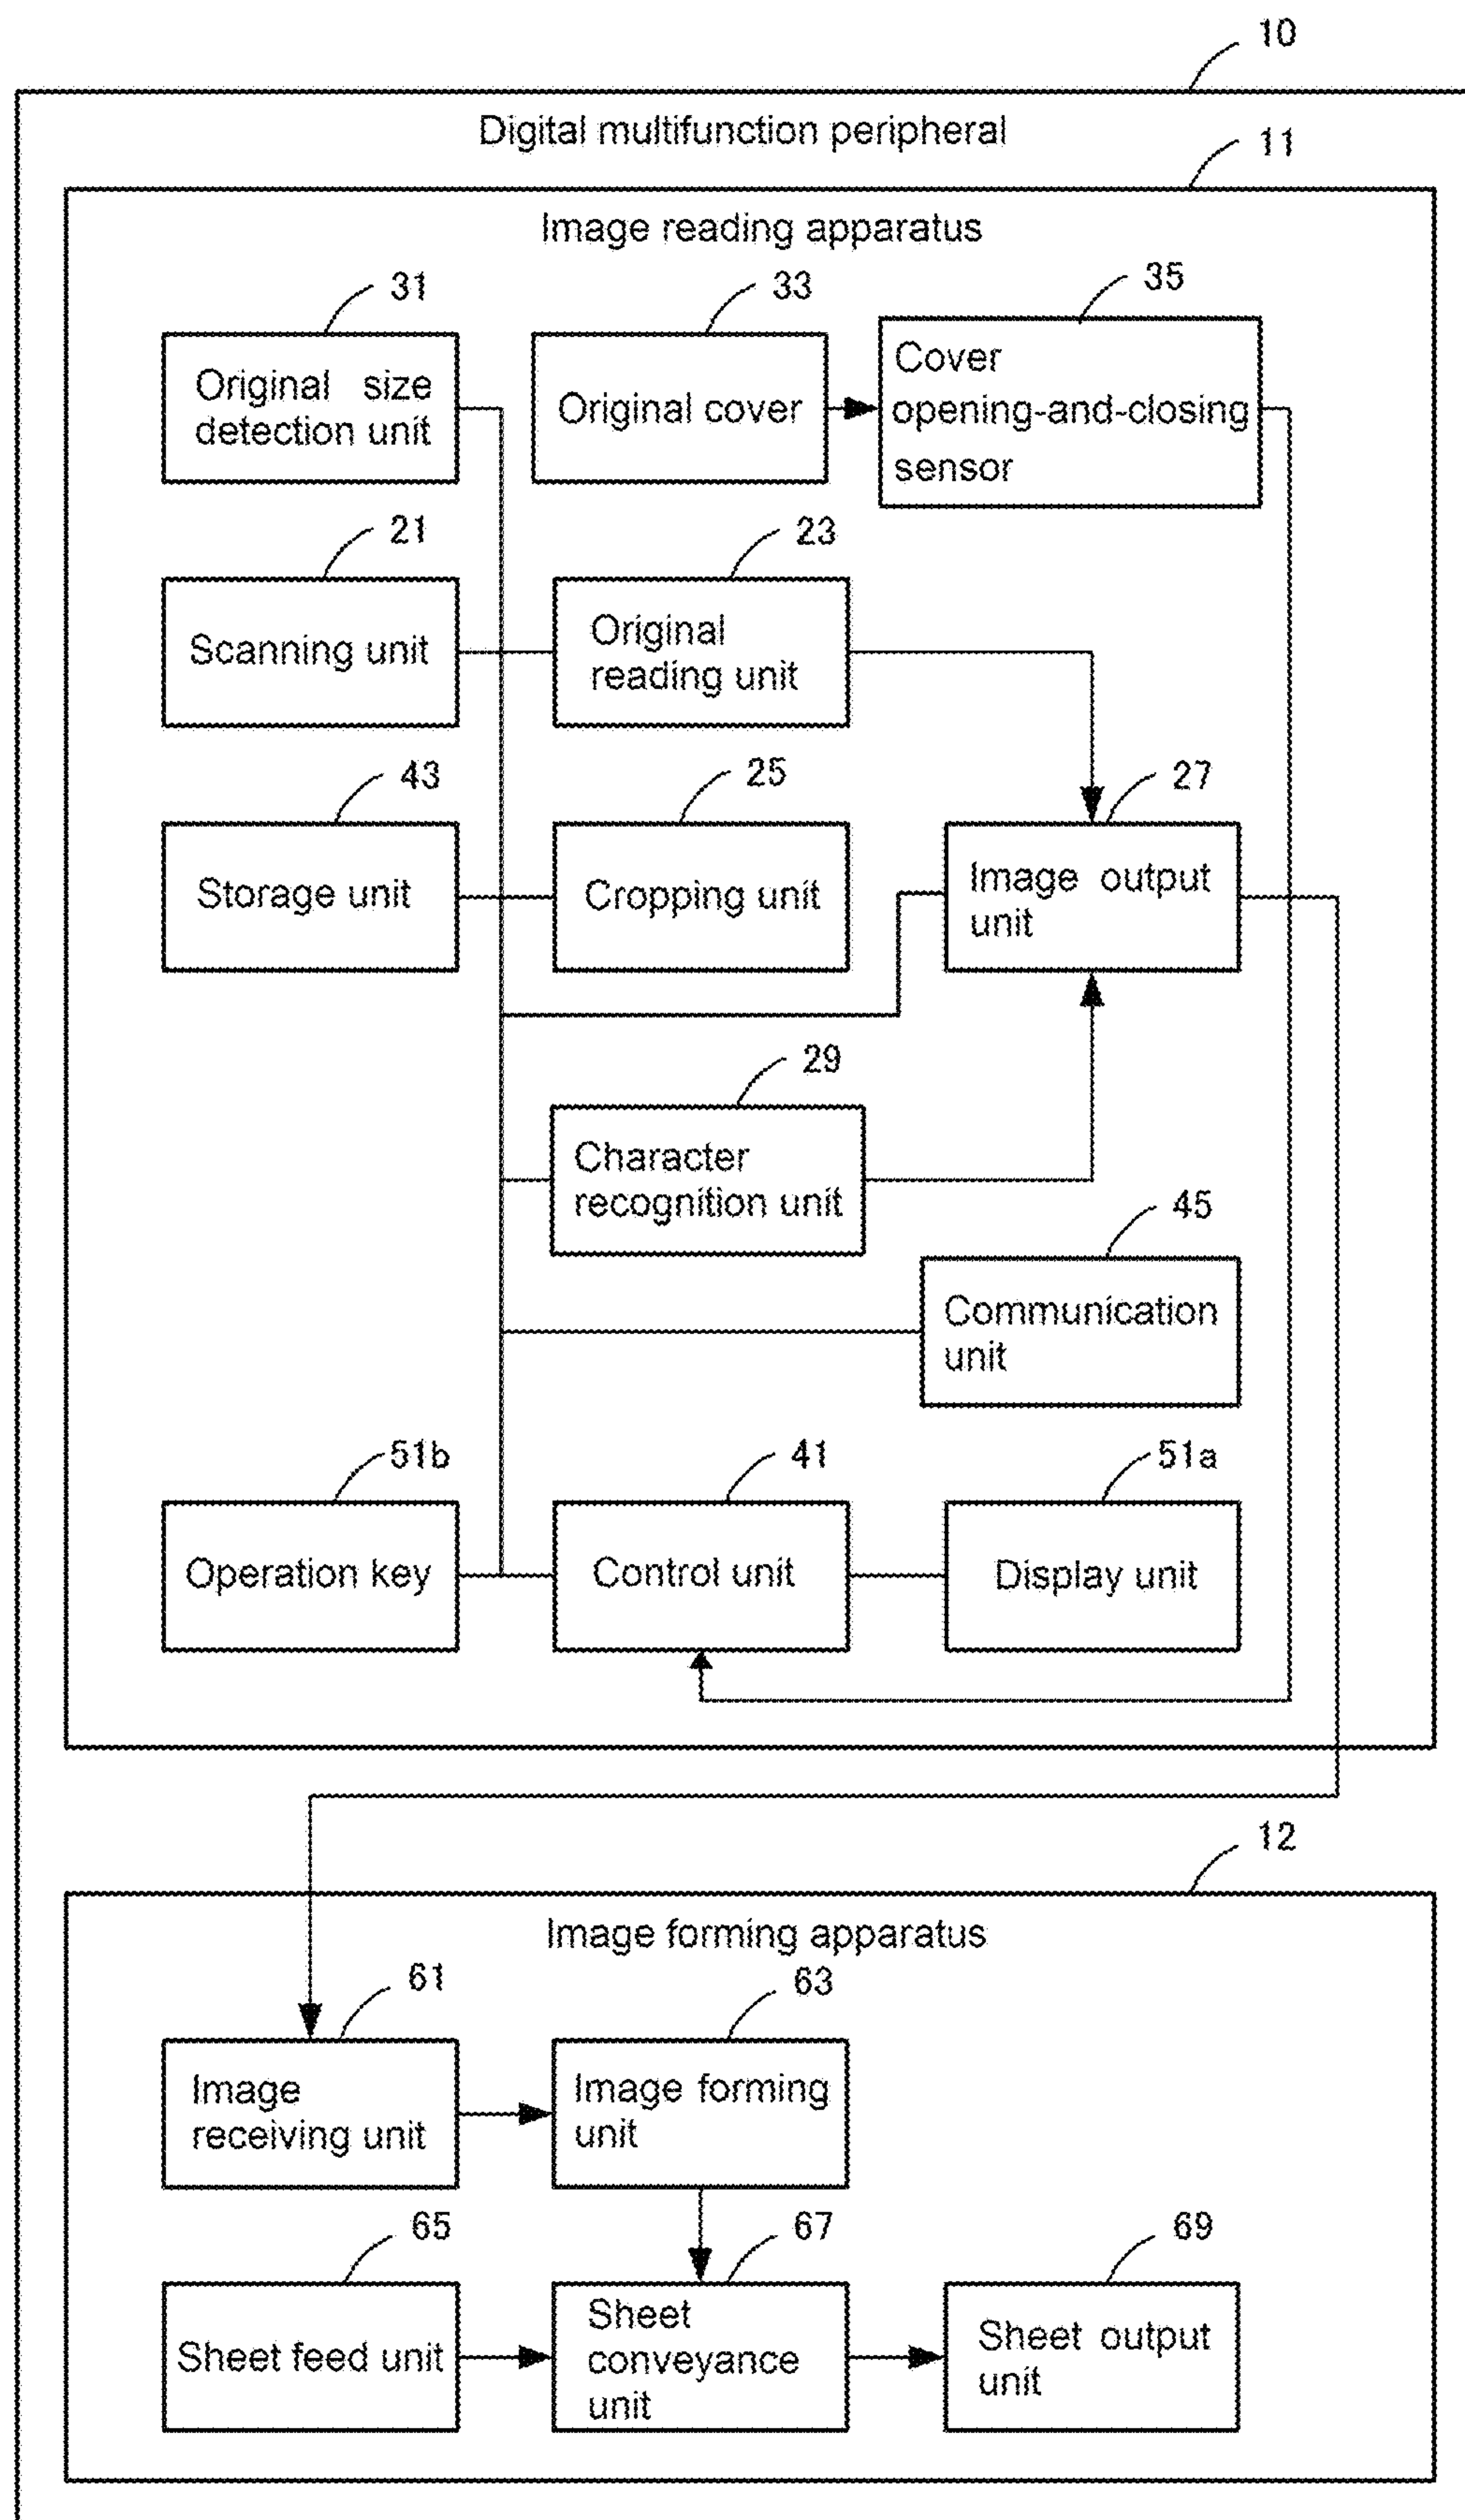 10
Digital multifunction peripheral
11
Image reading apparatus
31
33
35
Original size
detection unit
Original cover
Cover
opening-and-closing
sensor
21
23
Scanning unit
Original
reading unit
43
25
27
Storage unit
Cropping unit
Image output
unit
29
Character
recognition unit
45
Communication
unit
51b
41
51a
Operation key
Control unit
Display unit
12
Image forming apparatus
61
63
Image
receiving unit
Image forming
unit
65
67
69
Sheet feed unit
Sheet
conveyance
unit
Sheet output
unit